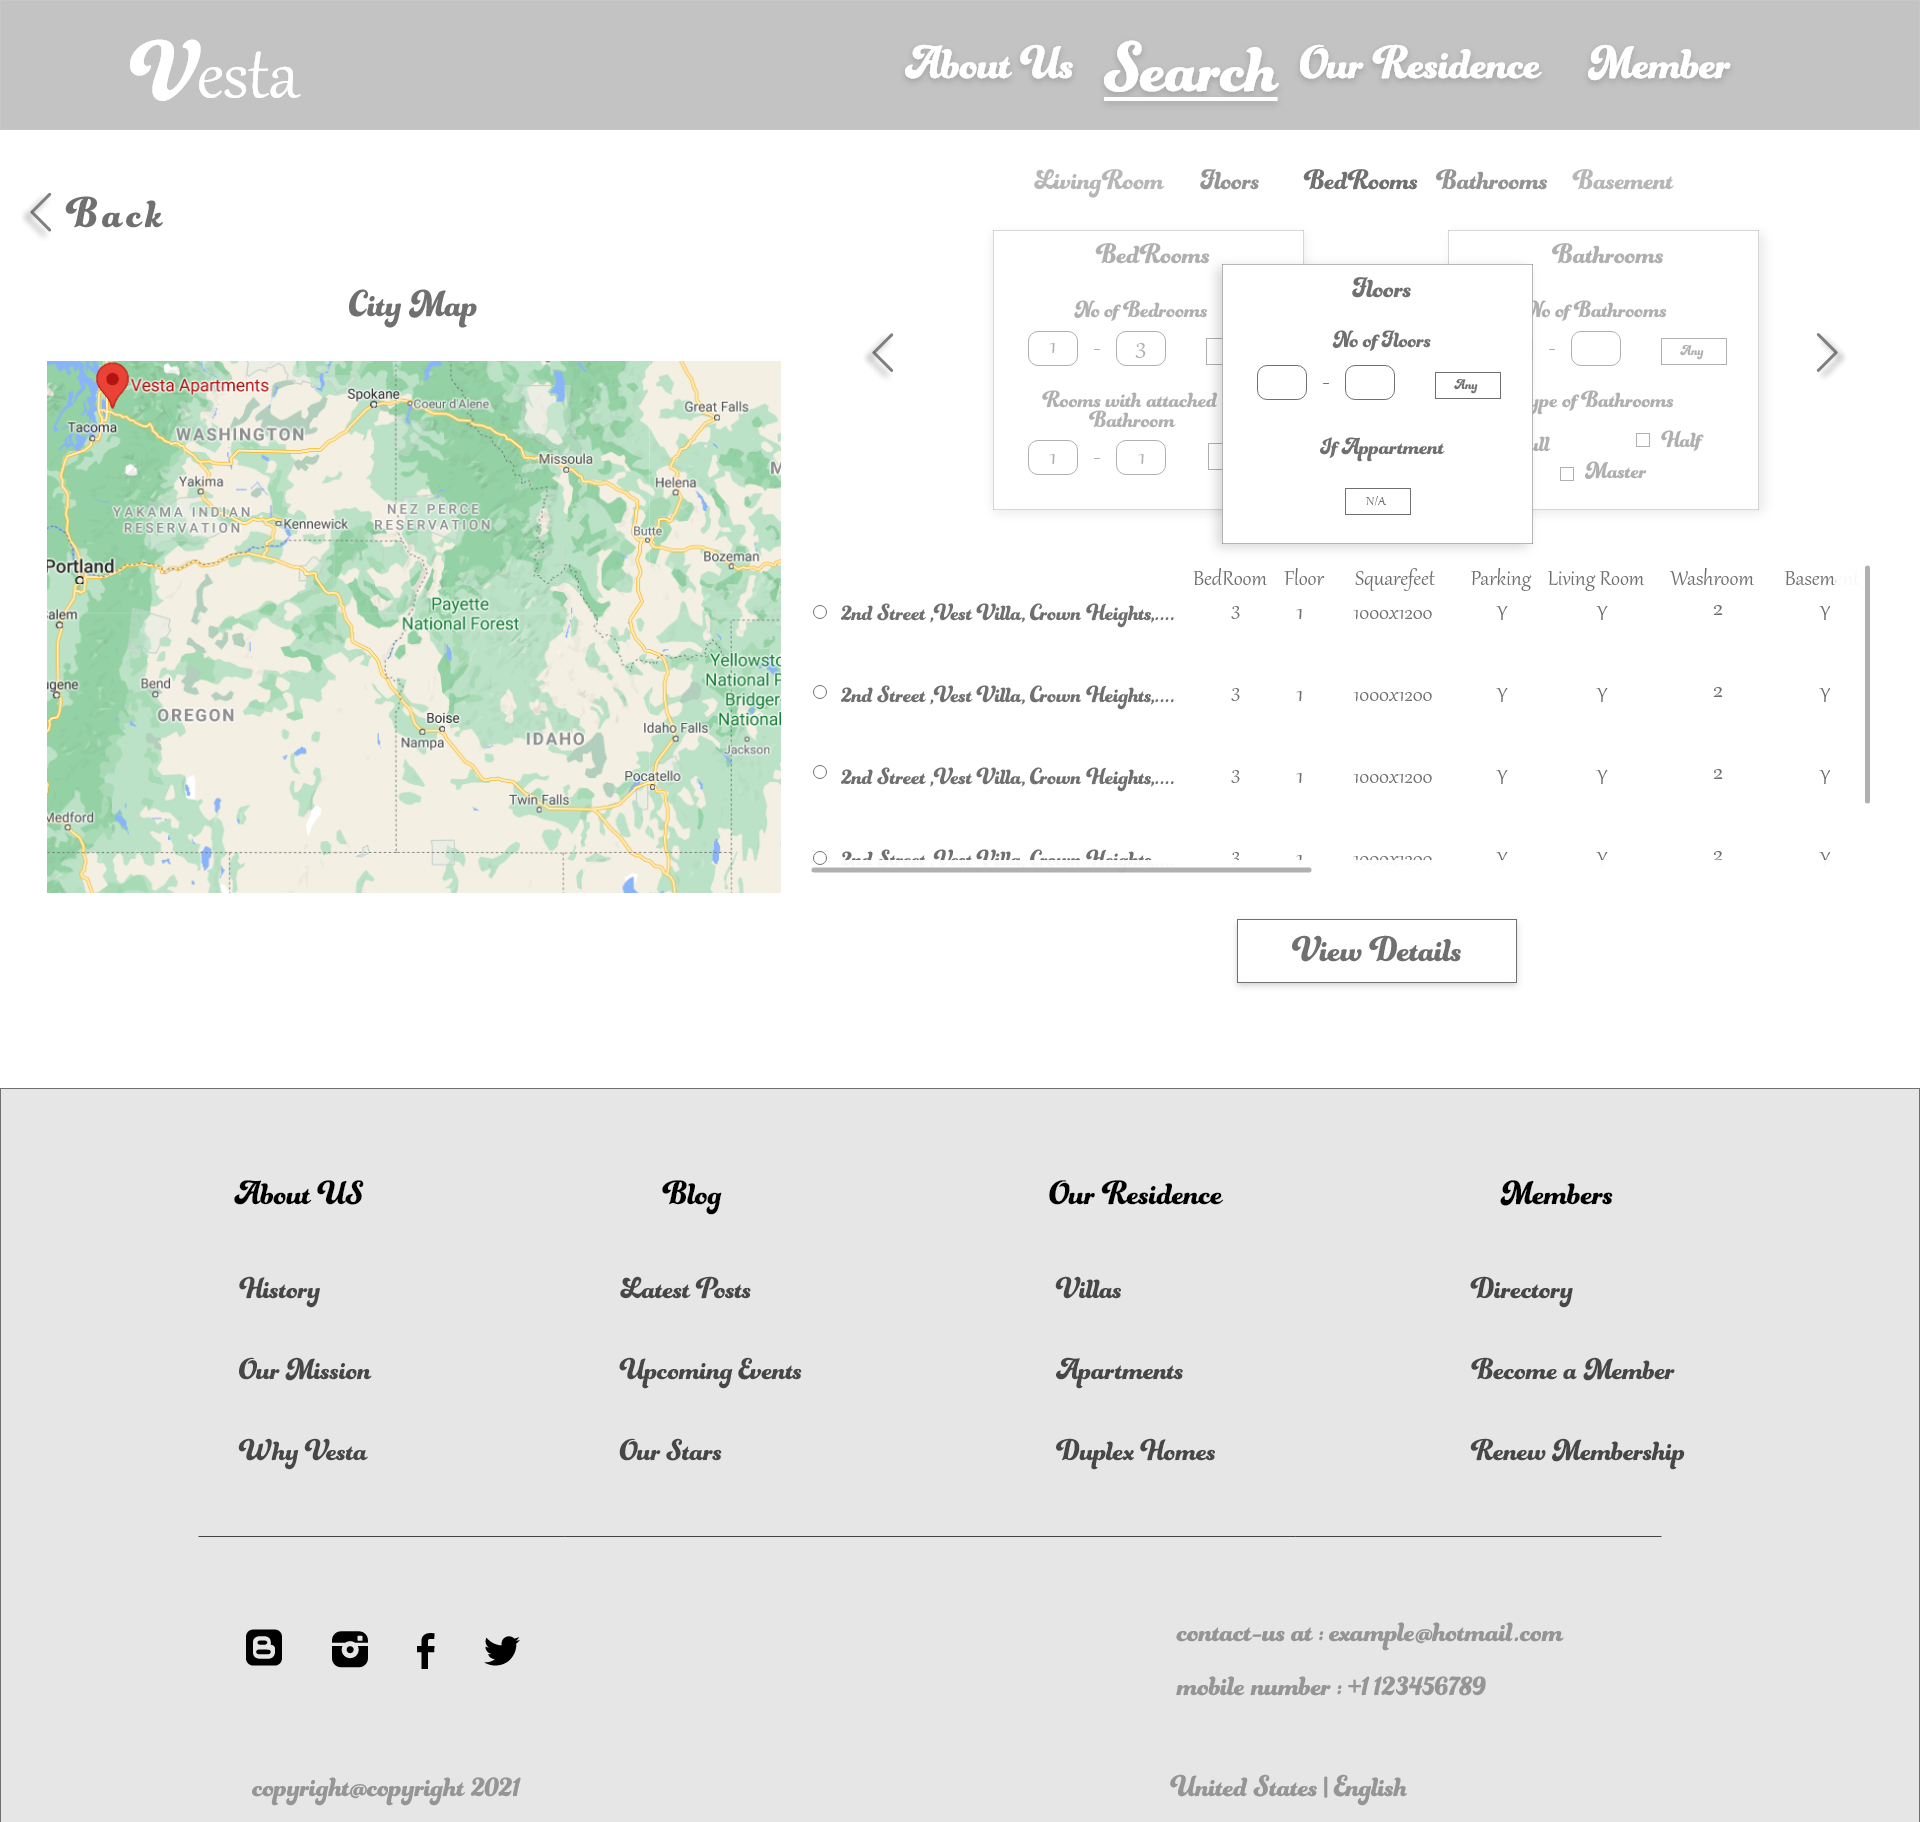 Vesta
About Us Search Our Residence Member
LivingRoom Floors BedRooms Bathrooms Basement
Back
City Map
BedRooms
No of Bedrooms
1 - 3
Rooms with attached
Bathroom
1 - 1
Floors
No of Floors
- Any
If Appartment
N/A
Bathrooms
No of Bathrooms
- Any
ype of Bathrooms
ull Half
Master
Vesta Apartments
Spokane
Coeur d'Alene
Great Falls
Tacoma
WASHINGTON
Missoula
M
Yakima
Helena
YAKAMA INDIAN
RESERVATION
NEZ PERCE
RESERVATION
Kennewick
Butte
Bozeman
Portland
Payette
National Forest
alem
Yellowsto
National P
Bridger-
National
Bend
gene
OREGON
Boise
Nampa
IDAHO
Idaho Falls
Jackson
Pocatello
Twin Falls
Medford
BedRoom Floor Squarefeet Parking Living Room Washroom Basement
2nd Street ,Vest Villa, Crown Heights,.... 3 1 1000x1200 Y Y 2 Y
2nd Street ,Vest Villa, Crown Heights,.... 3 1 1000x1200 Y Y 2 Y
2nd Street ,Vest Villa, Crown Heights,.... 3 1 1000x1200 Y Y 2 Y
2nd Street ,Vest Villa, Crown Heights, 3 1 1000x1200 Y Y 2 Y
View Details
About US Blog Our Residence Members
History Latest Posts Villas Directory
Our Mission Upcoming Events Apartments Become a Member
Why Vesta Our Stars Duplex Homes Renew Membership
contact-us at : example@hotmail.com
mobile number : +1 123456789
copyright@copyright 2021
United States | English